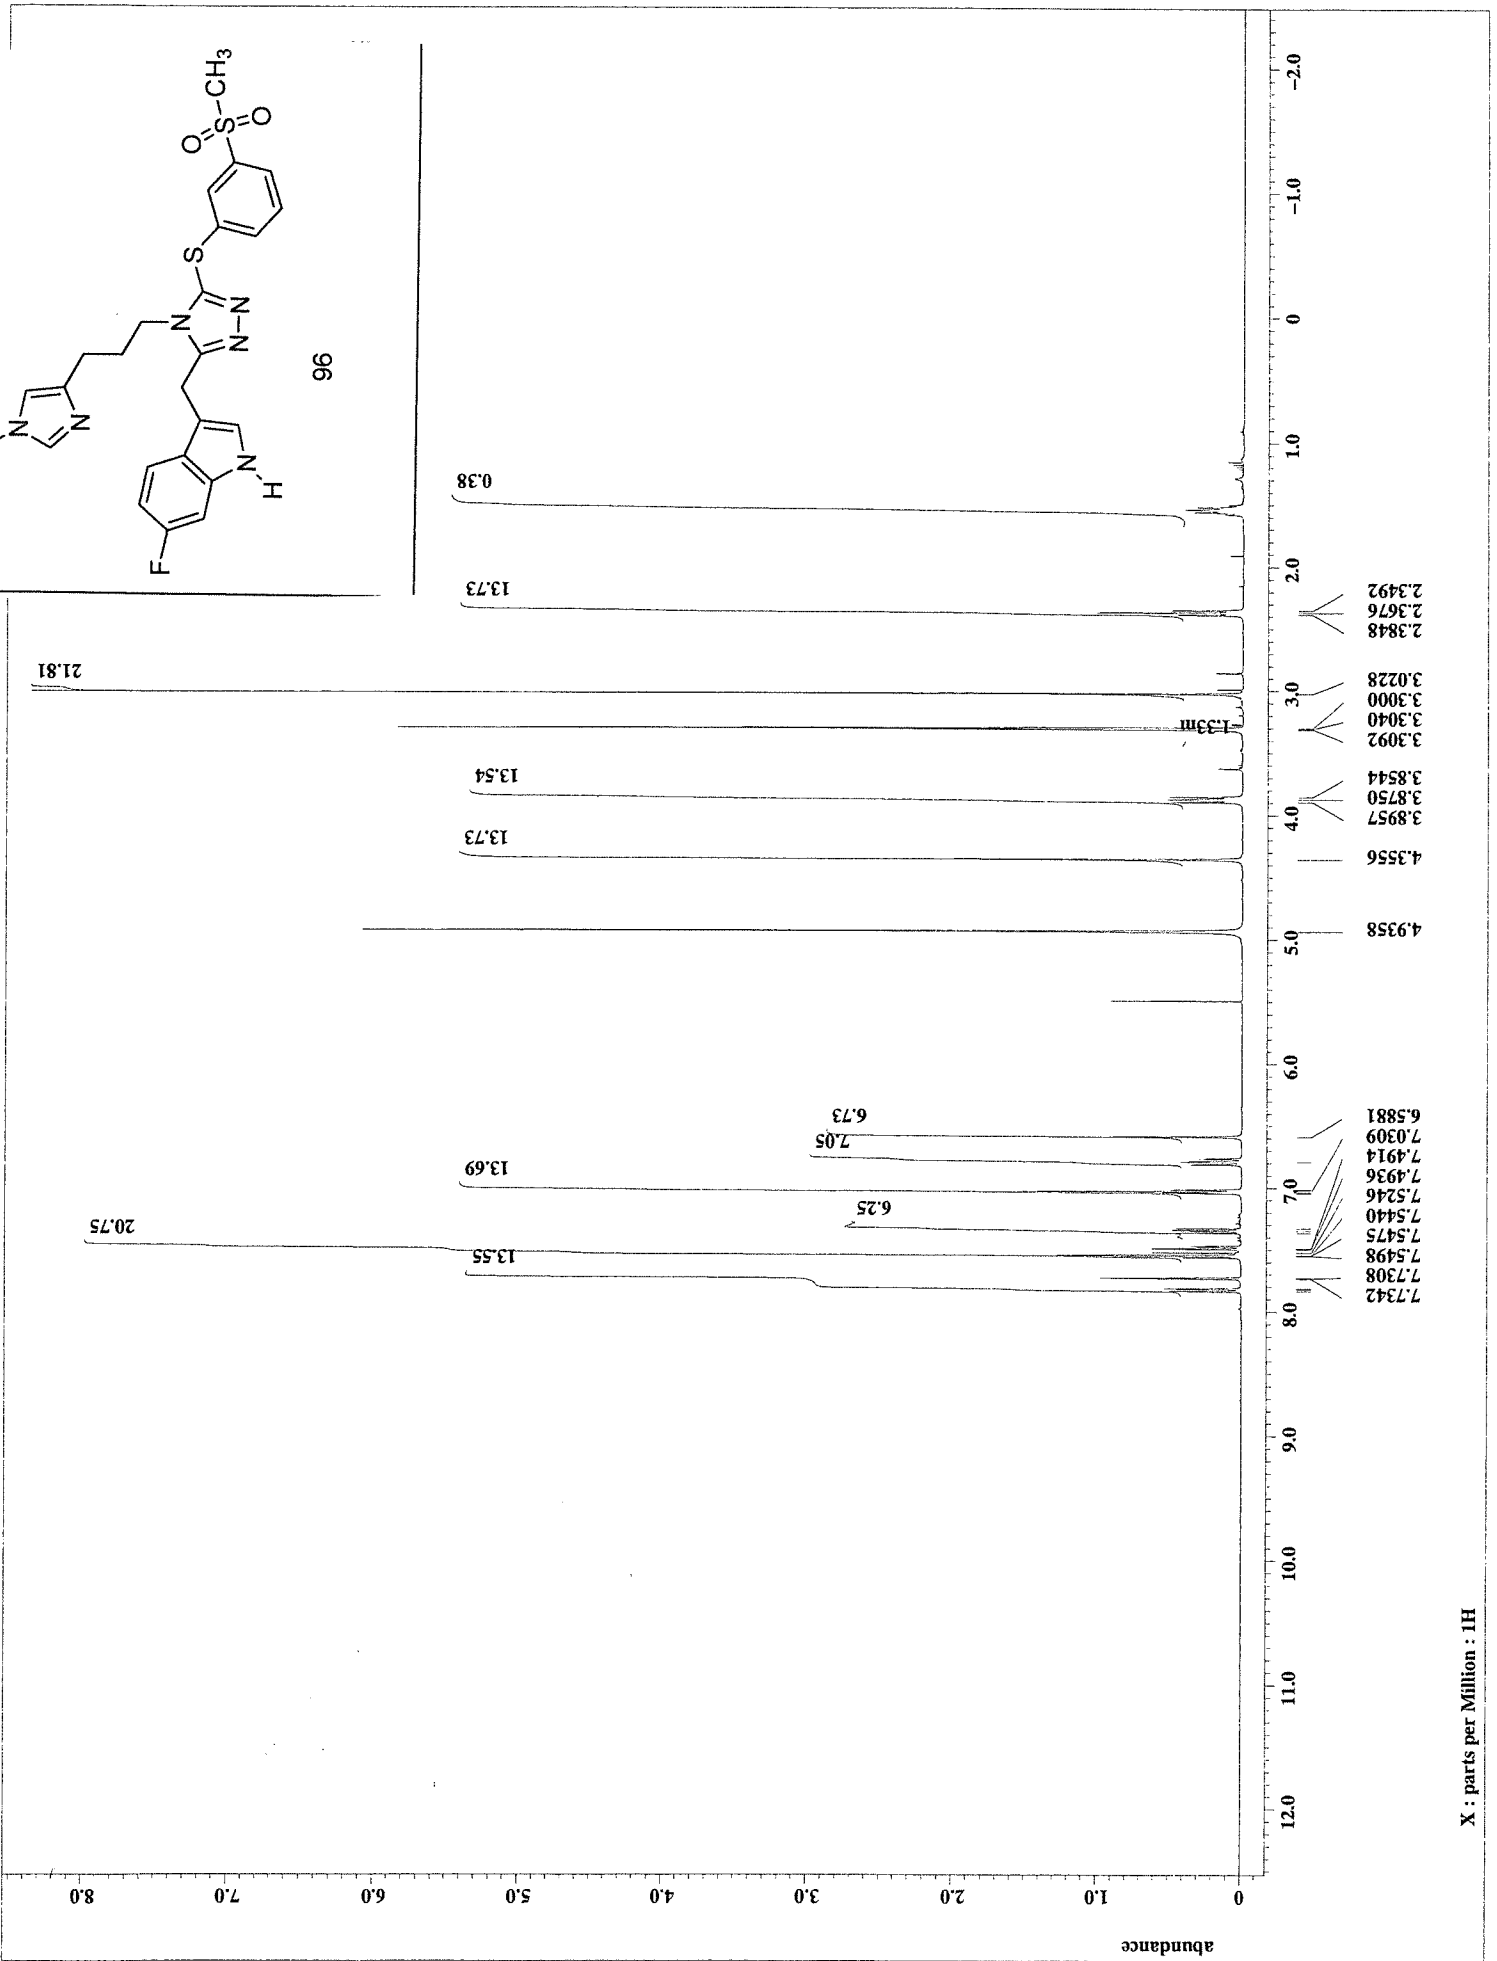 N
N
N
N
N
S
S
O
O
CH3
F
N
H
96
0.38
13.73
21.81
1.33m
13.54
13.73
6.73
7.05
13.69
6.25
20.75
13.55
abundance
0 1.0 2.0 3.0 4.0 5.0 6.0 7.0 8.0
12.0 11.0 10.0 9.0 8.0 7.0 6.0 5.0 4.0 3.0 2.0 1.0 0 -1.0 -2.0
X : parts per Million : 1H
7.7342
7.7308
7.5498
7.5475
7.5440
7.5246
7.4936
7.4914
7.0309
6.5881
4.9358
4.3556
3.8957
3.8750
3.8544
3.3092
3.3040
3.3000
3.0228
2.3848
2.3676
2.3492